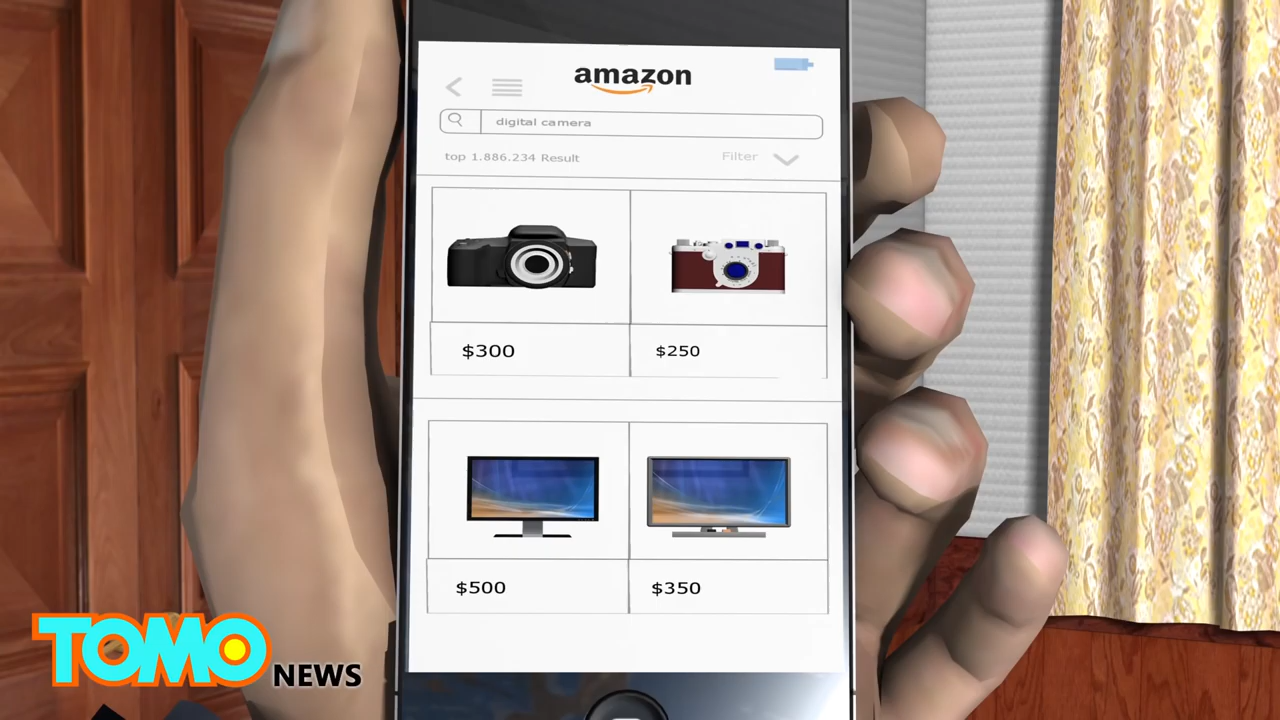 amazon
digital camera
top 1.886.234 Result
Filter
$300
$250
$500
$350
TOMO NEWS